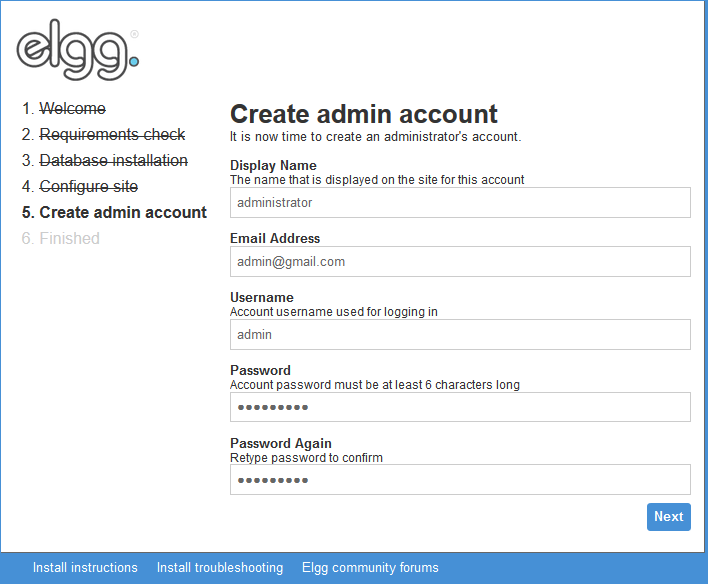 elgg.®
1. Welcome
2. Requirements check
3. Database installation
4. Configure site
5. Create admin account
6. Finished
Create admin account
It is now time to create an administrator's account.
Display Name
The name that is displayed on the site for this account
administrator
Email Address
admin@gmail.com
Username
Account username used for logging in
admin
Password
Account password must be at least 6 characters long
●●●●●●●●●
Password Again
Retype password to confirm
●●●●●●●●●
Next
Install instructions Install troubleshooting Elgg community forums